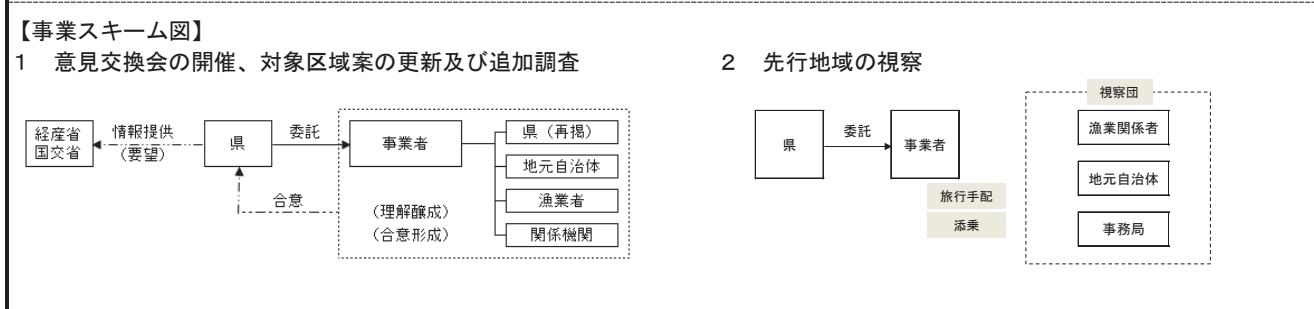 【事業スキーム図】
1 意見交換会の開催、対象区域案の更新及び追加調査
経産省
国交省
情報提供
(要望)
県
委託
事業者
合意
(理解醸成)
(合意形成)
県(再掲)
地元自治体
漁業者
関係機関
2 先行地域の視察
県
委託
事業者
旅行手配
添乗
視察団
漁業関係者
地元自治体
事務局